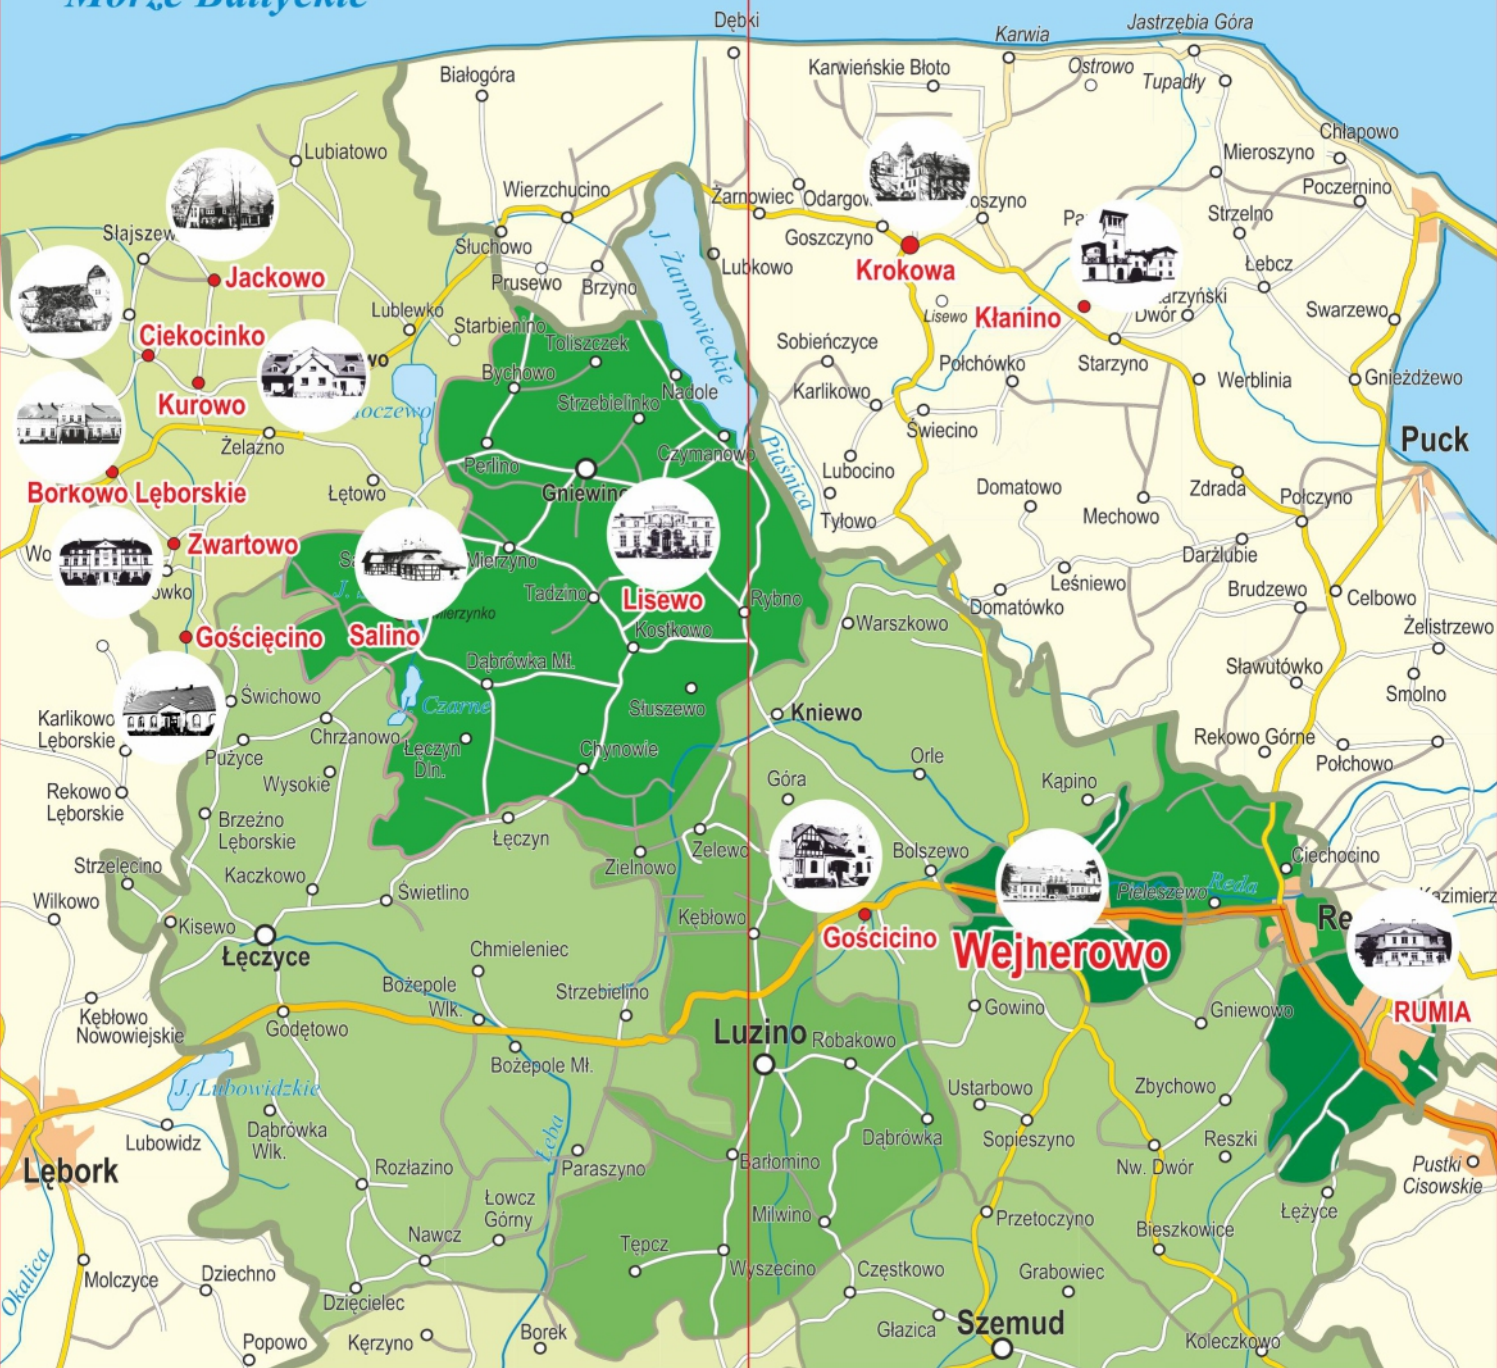 Morze Bałtyckie
Dębki
Karwia
Jastrzębia Góra
Białogóra
Karwieńskie Błoto
Ostrowo
Tupadły
Chłapowo
Lubiatowo
Mieroszyno
Wierzchucino
Żarnowiec
Poczernino
Strzelno
Słuchowo
Goszczyno
Krokowa
Jackowo
Prusewo
Brzyno
Lubkowo
J. Żarnowieckie
Łebcz
Lublewko
Starbienino
Lisewo
Kłanino
Dwór
Swarzewo
Ciekocinko
Toliszczek
Sobieńczyce
Połchówko
Starzyno
Bychowo
Nadole
Karlikowo
Werblinia
Gnieżdżewo
Kurowo
Strzebielinko
Świecino
Puck
Żelazno
Perlino
Czymanowo
Piaśnica
Lubocino
Borkowo Lęborskie
Łętowo
Domatowo
Mechowo
Zdrada
Połczyno
Tyłowo
Zwartowo
Mierzyno
Darżlubie
Tadzino
Lisewo
Rybno
Leśniewo
Domatówko
Brudzewo
Celbowo
Mierzynko
Gościęcino
Salino
Kostkowo
Warszkowo
Żelistrzewo
Dąbrówka Mł.
Sławutówko
Smolno
Świchowo
J. Czarne
Słuszewo
Kniewo
Karlikowo
Lęborskie
Chrzanowo
Łęczyn
Dln.
Chynowie
Rekowo Górne
Połchowo
Pużyce
Wysokie
Orle
Góra
Kąpino
Rekowo
Lęborskie
Brzeźno
Lęborskie
Łęczyn
Zielnowo
Zelewo
Bolszewo
Ciechocino
Strzelecino
Kaczkowo
Świetlino
Pieleszewo
Reda
Wilkowo
Kisewo
Kębłowo
Gościcino
Wejherowo
Łęczyce
Chmieleniec
Bożepole
Wlk.
Strzebielino
Kębłowo
Nowowiejskie
Godętowo
Gowino
Gniewowo
RUMIA
Luzino
Robakowo
Bożepole Mł.
J. Lubowidzkie
Ustarbowo
Zbychowo
Lubowidz
Dąbrówka
Wlk.
Łeba
Dąbrówka
Sopieszyno
Reszki
Lębork
Rozłazino
Paraszyno
Barłomino
Nw. Dwór
Pustki
Cisowskie
Łowcz
Górny
Milwino
Przetoczyno
Łężyce
Nawcz
Tępcz
Bieszkowice
Okalica
Molczyce
Dziechno
Wyszecino
Częstkowo
Grabowiec
Dzięcielec
Popowo
Kęrzyno
Borek
Głazica
Szemud
Koleczkowo